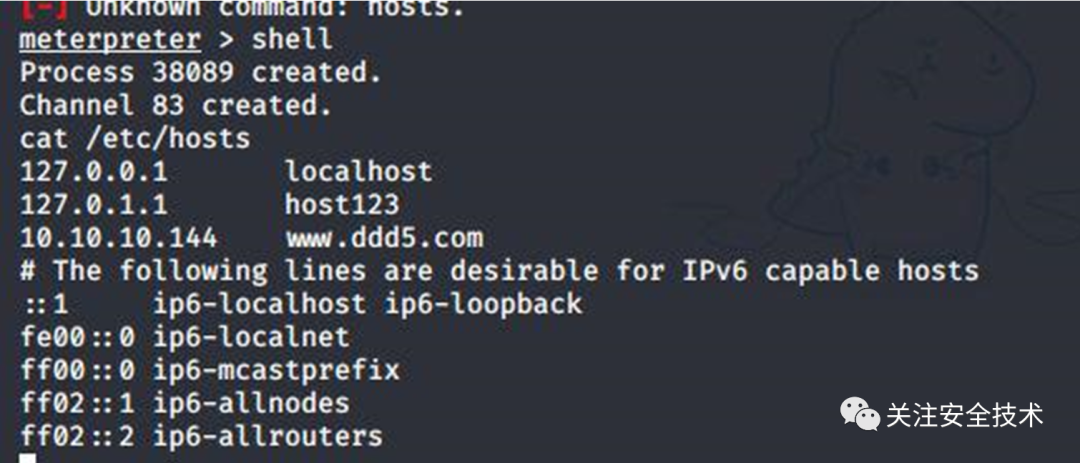 [-] Unknown command: hosts.
meterpreter > shell
Process 38089 created.
Channel 83 created.
cat /etc/hosts
127.0.0.1 localhost
127.0.1.1 host123
10.10.10.144 www.ddd5.com
# The following lines are desirable for IPv6 capable hosts
::1 ip6-localhost ip6-loopback
fe00::0 ip6-localnet
ff00::0 ip6-mcastprefix
ff02::1 ip6-allnodes
ff02::2 ip6-allrouters
关注安全技术